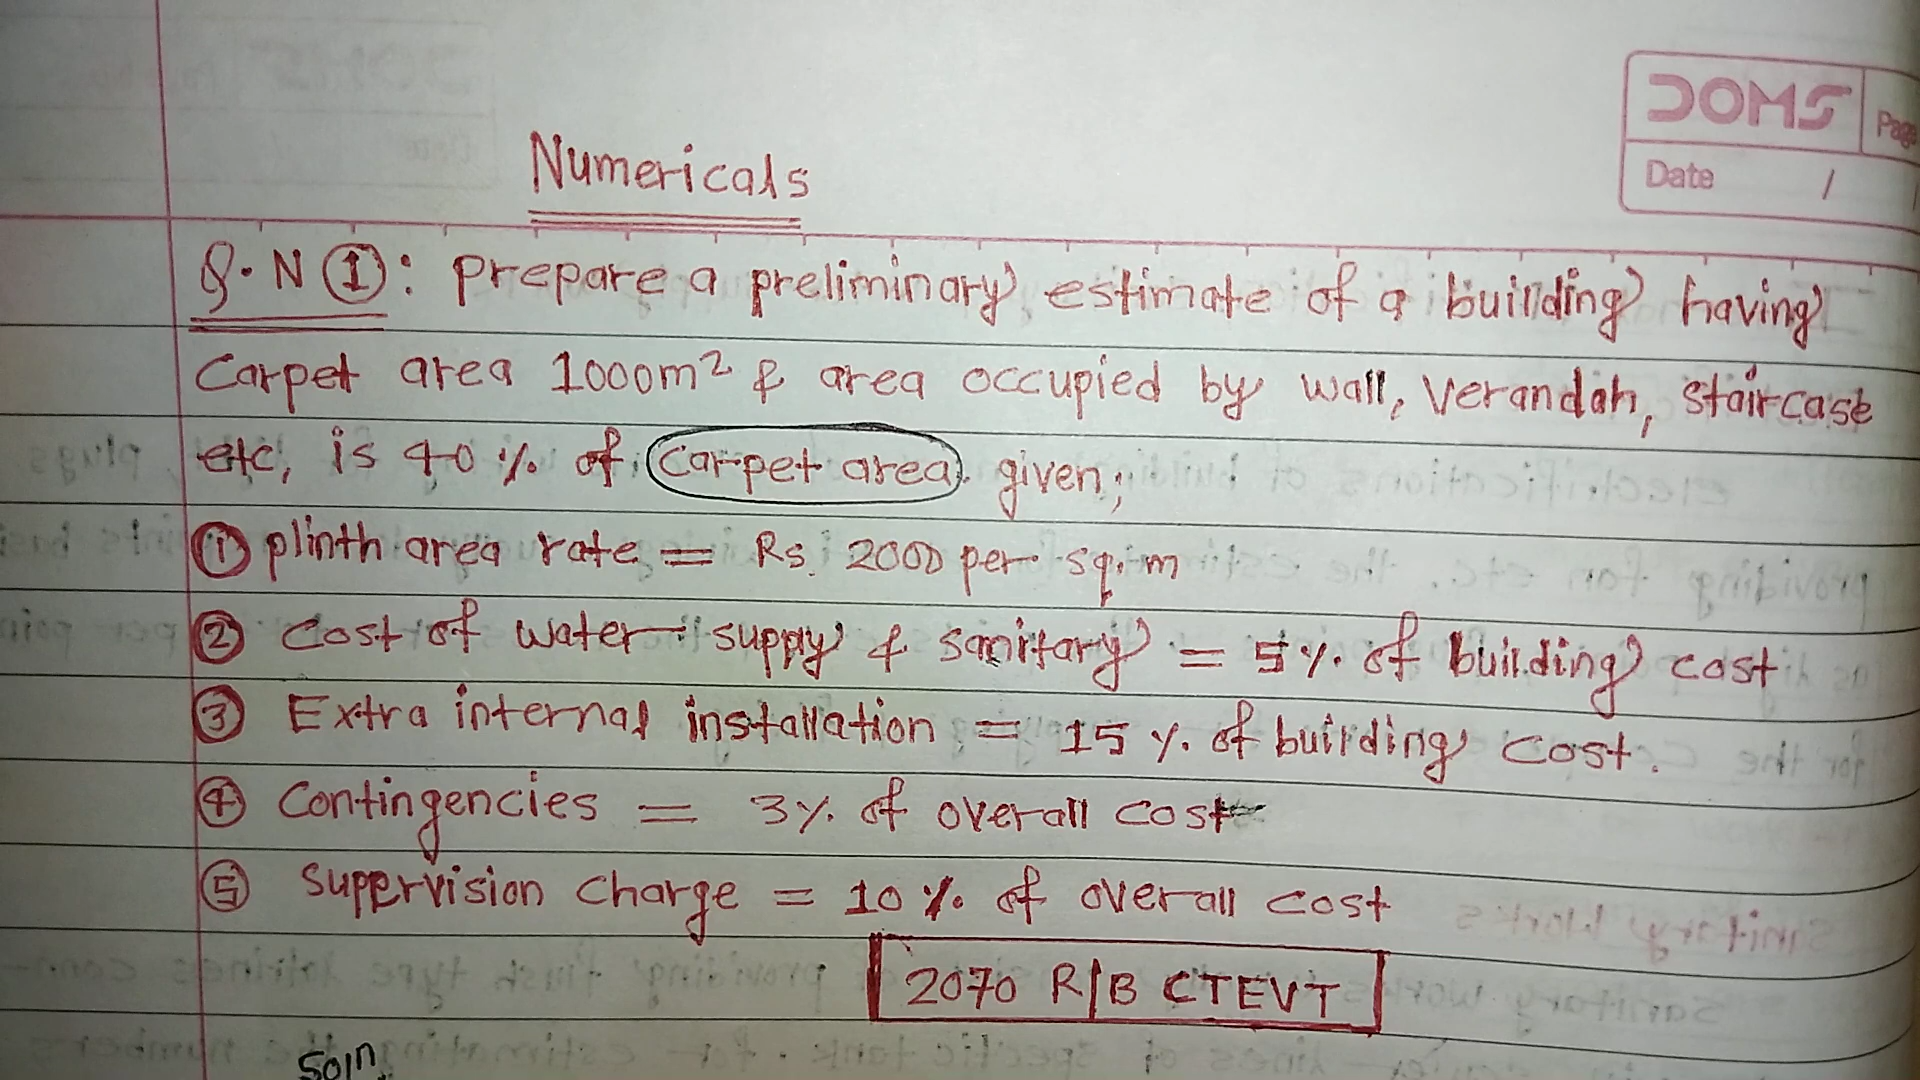 DOMS Page
Date / /
Numericals
Q.N ①: Prepare a preliminary estimate of a building having
Carpet area 1000m² & area occupied by wall, Verandah, staircase
etc, is 40% of carpet area. given;
① plinth area rate = Rs. 2000 per sq.m
② Cost of water supply & sanitary = 5% of building cost
③ Extra internal installation = 15% of building cost.
④ Contingencies = 3% of overall cost
⑤ Suppervision charge = 10% of overall cost
2070 R/B CTEVT
Soln